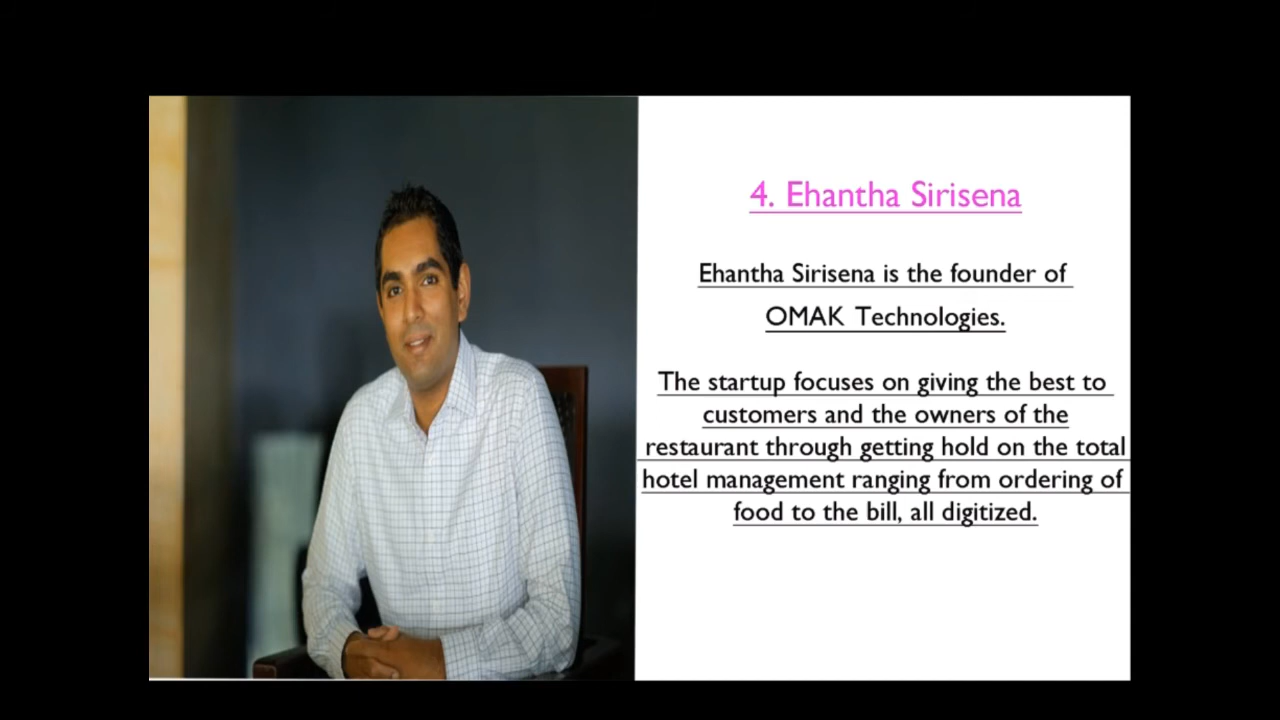 4. Ehantha Sirisena
Ehantha Sirisena is the founder of
OMAK Technologies.
The startup focuses on giving the best to
customers and the owners of the
restaurant through getting hold on the total
hotel management ranging from ordering of
food to the bill, all digitized.